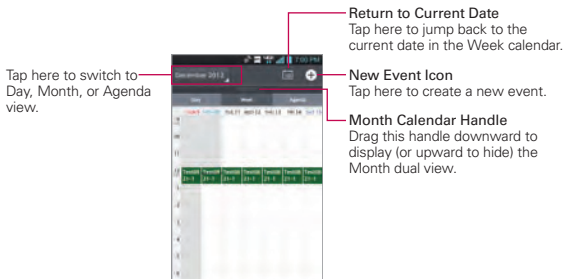 Return to Current Date
Tap here to jump back to the
current date in the Week calendar.
Tap here to switch to
Day, Month, or Agenda
view.
7:00 PM
December 2012
New Event Icon
Tap here to create a new event.
Day Week Agenda
Month Calendar Handle
Drag this handle downward to
display (or upward to hide) the
Month dual view.